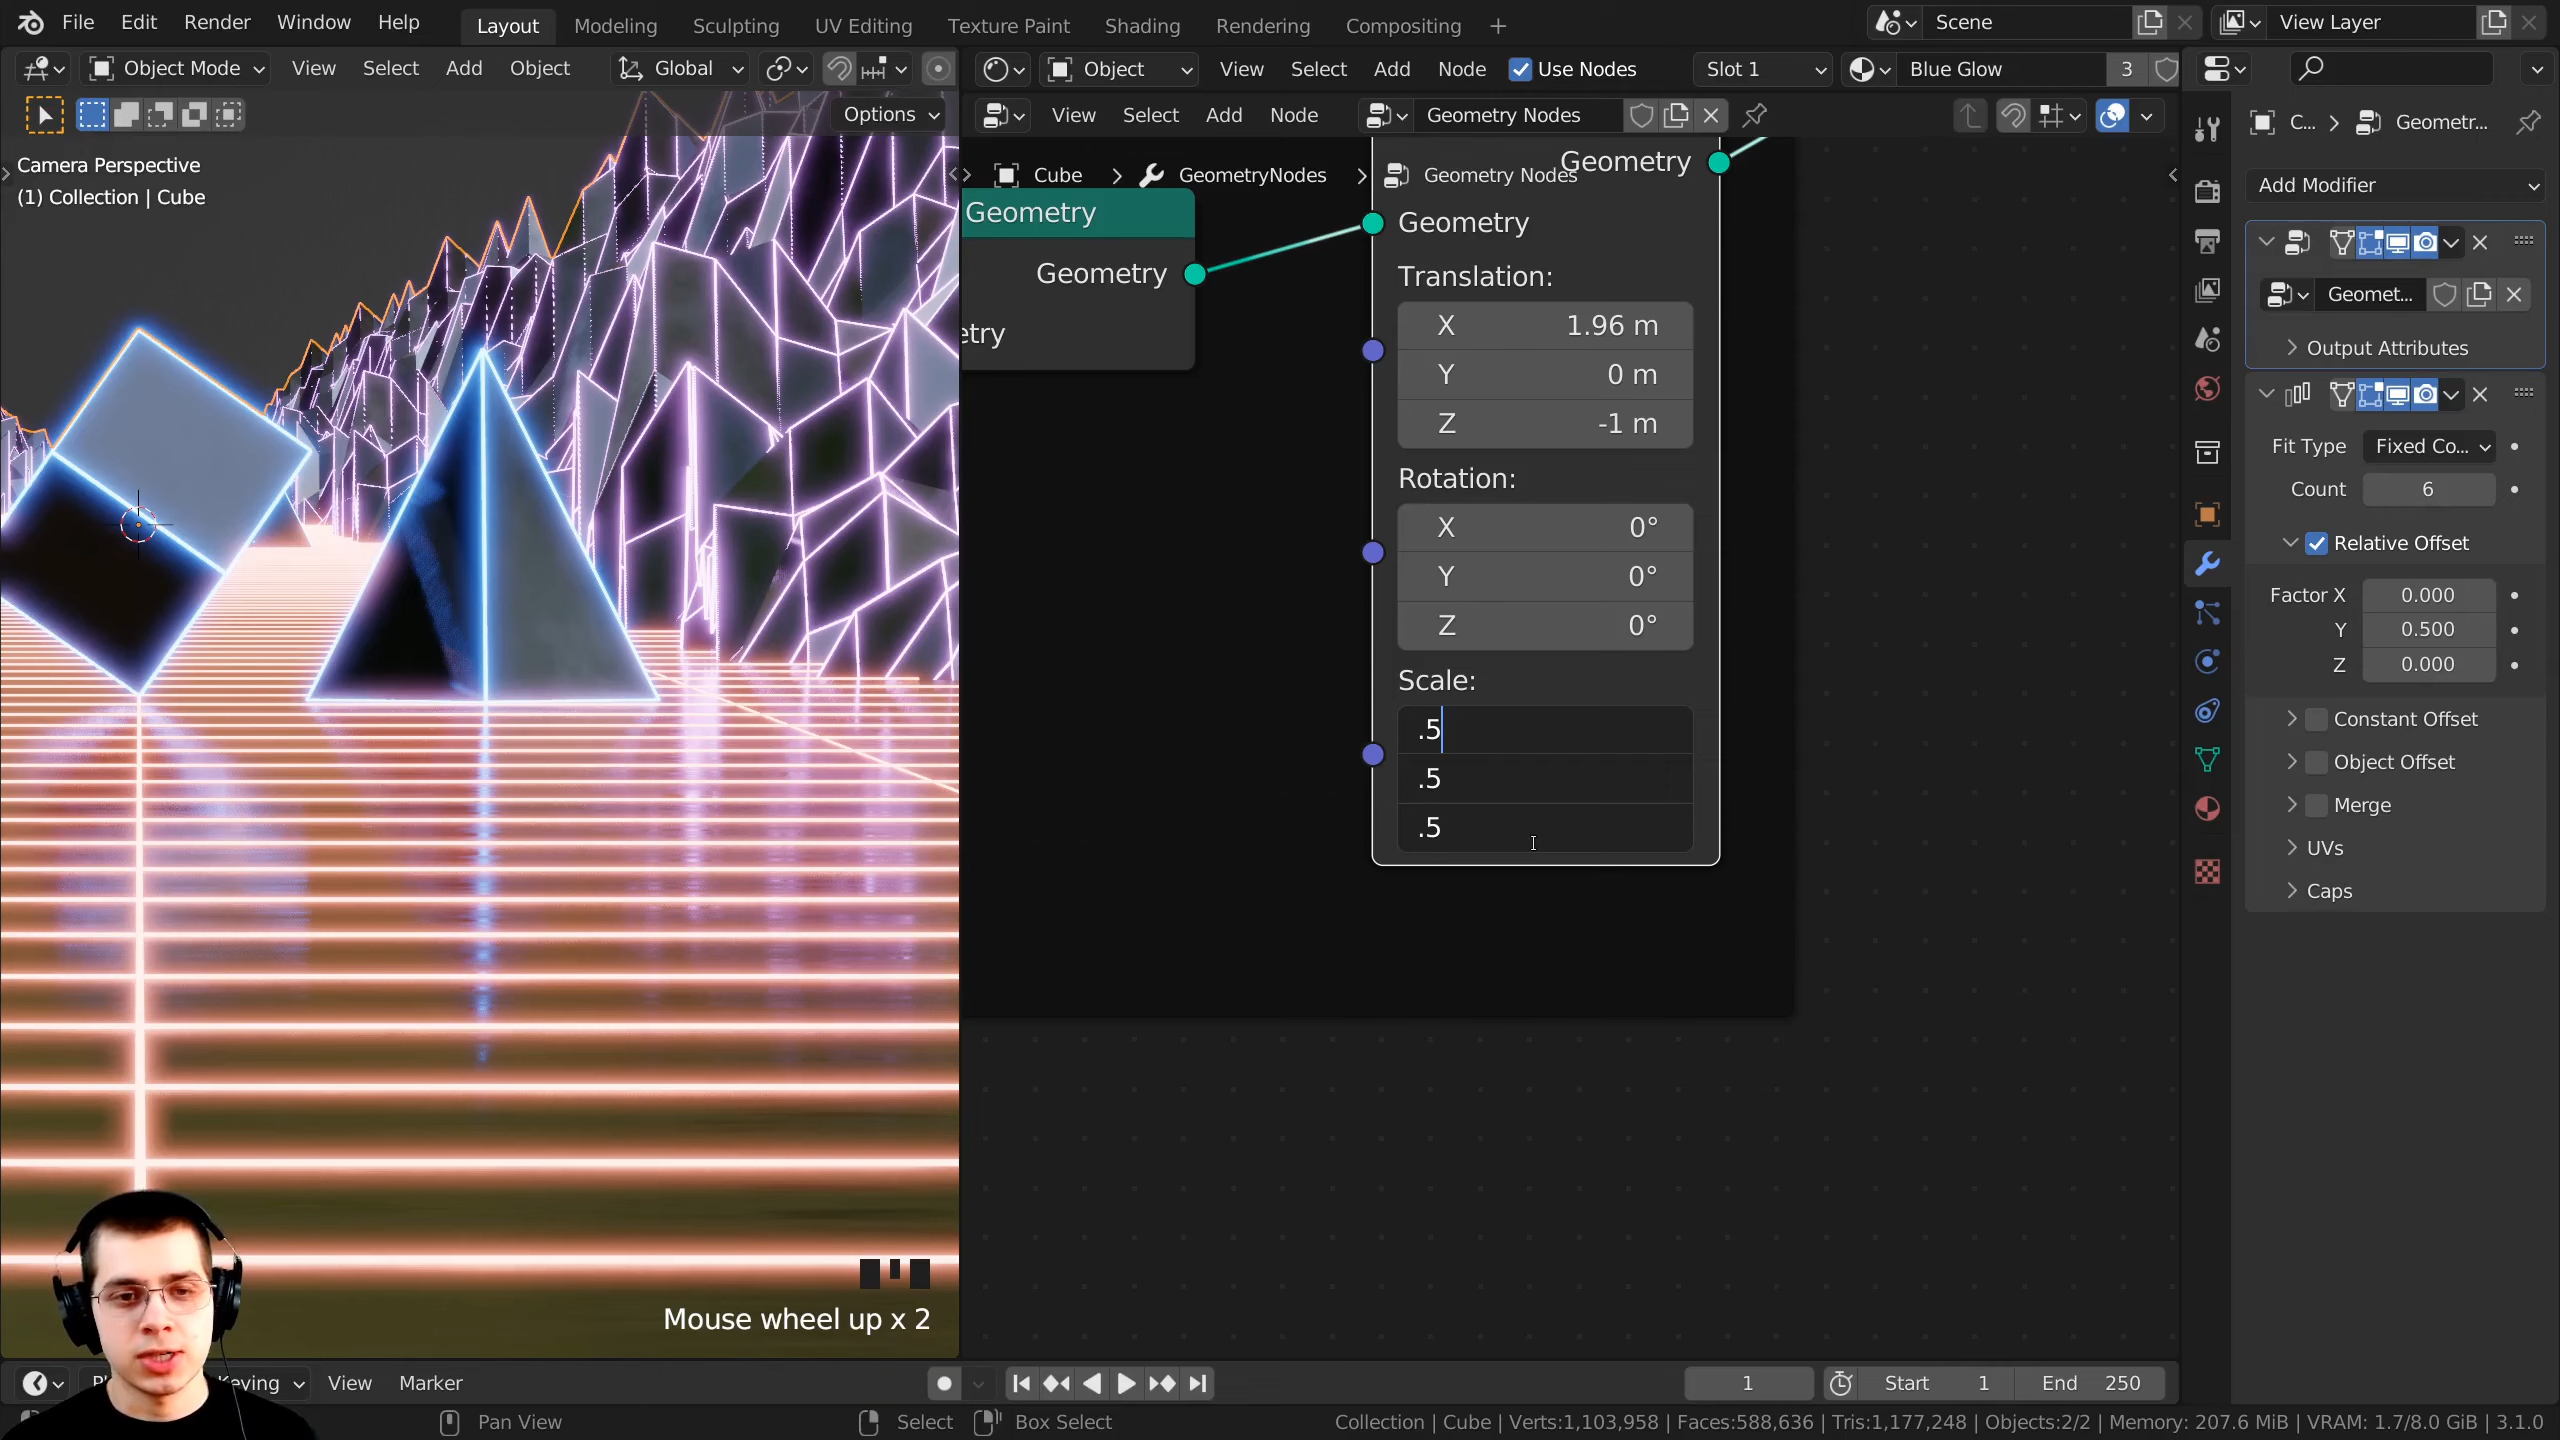 File Edit Render Window Help Layout Modeling Sculpting UV Editing Texture Paint Shading Rendering Compositing + Scene View Layer
Object Mode View Select Add Object Global Object View Select Add Node Use Nodes Slot 1 Blue Glow 3
Options View Select Add Node Geometry Nodes
C... Geometr...
Camera Perspective
(1) Collection | Cube
Cube GeometryNodes Geometry Nodes Geometry
Add Modifier
Geometry
Geometry
Geometry
etry
Translation:
X 1.96 m
Y 0 m
Z -1 m
Rotation:
X 0°
Y 0°
Z 0°
Scale:
.5
.5
.5
Geomet...
Output Attributes
Fit Type Fixed Co...
Count 6
Relative Offset
Factor X 0.000
Y 0.500
Z 0.000
Constant Offset
Object Offset
Merge
UVs
Caps
Mouse wheel up x 2
Keying View Marker 1 Start 1 End 250
Pan View Select Box Select Collection | Cube | Verts:1,103,958 | Faces:588,636 | Tris:1,177,248 | Objects:2/2 | Memory: 207.6 MiB | VRAM: 1.7/8.0 GiB | 3.1.0